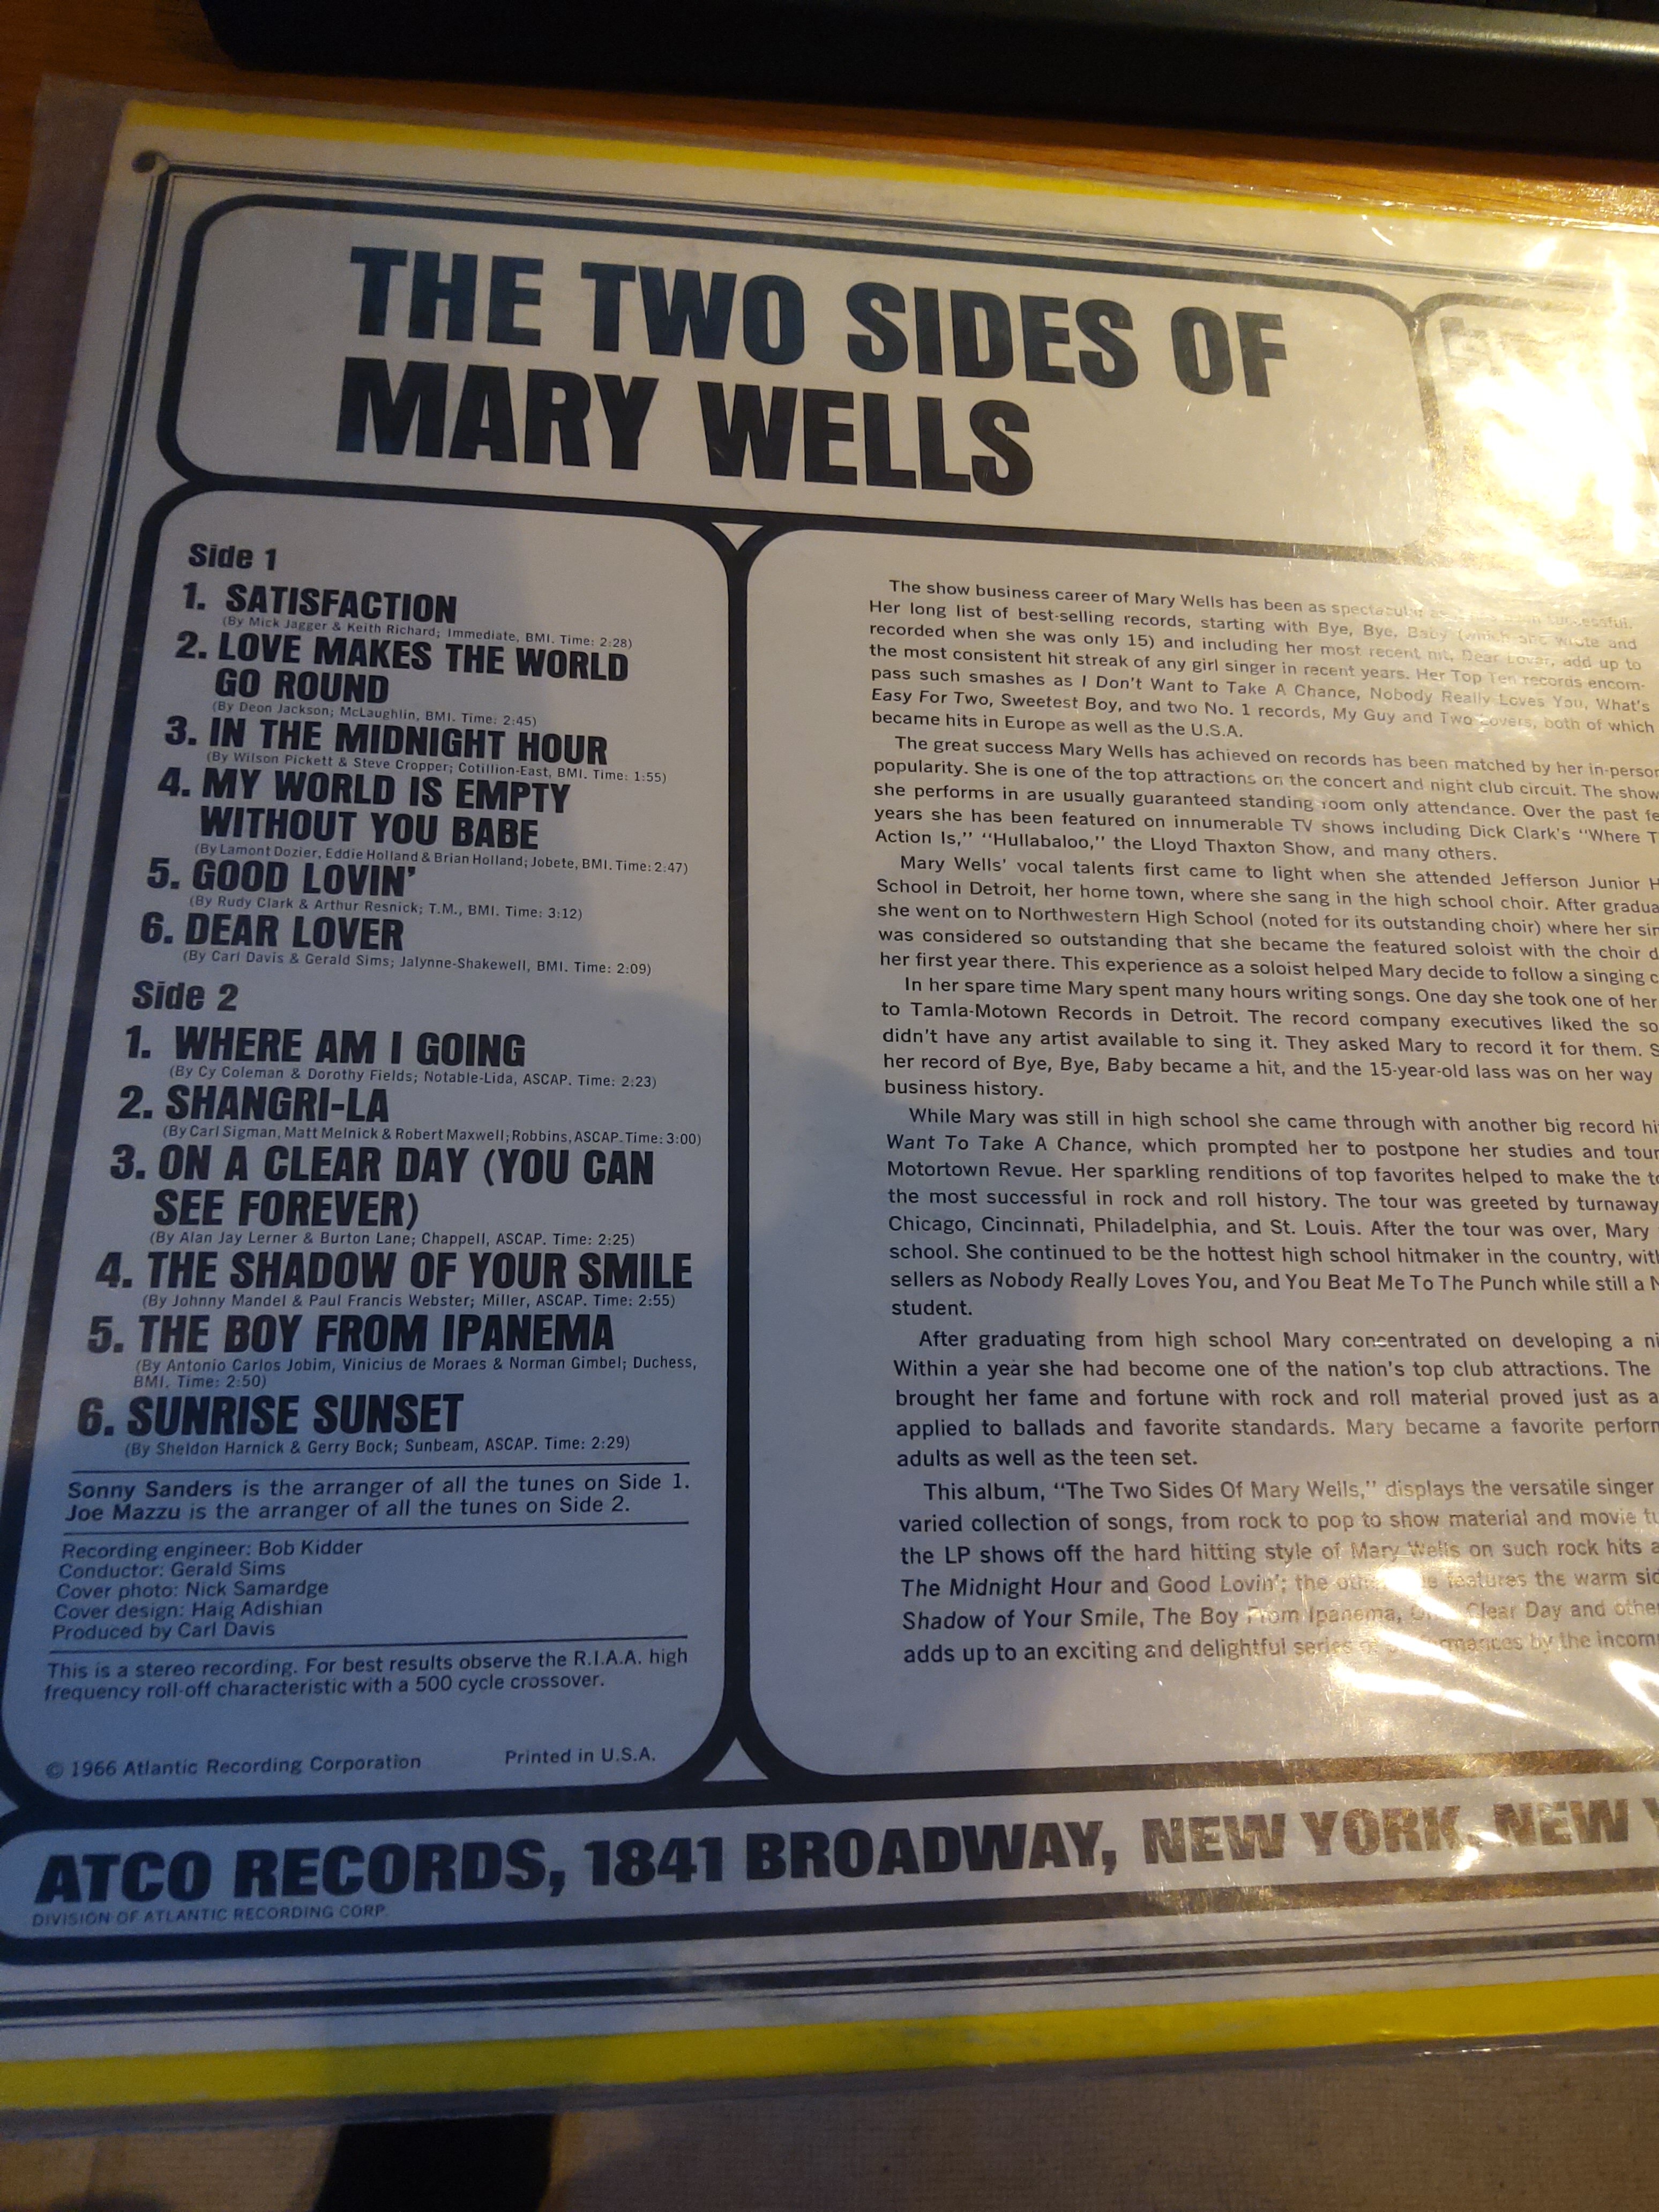 THE TWO SIDES OF
MARY WELLS
Side 1
1. SATISFACTION
(By Mick Jagger & Keith Richard; Immediate, BMI. Time: 2:28)
2. LOVE MAKES THE WORLD
GO ROUND
(By Deon Jackson; McLaughlin, BMI. Time: 2:45)
3. IN THE MIDNIGHT HOUR
(By Wilson Pickett & Steve Cropper; Cotillion-East, BMI. Time: 1:55)
4. MY WORLD IS EMPTY
WITHOUT YOU BABE
(By Lamont Dozier, Eddie Holland & Brian Holland; Jobete, BMI. Time: 2:47)
5. GOOD LOVIN'
(By Rudy Clark & Arthur Resnick; T.M., BMI. Time: 3:12)
6. DEAR LOVER
(By Carl Davis & Gerald Sims; Jalynne-Shakewell, BMI. Time: 2:09)
Side 2
1. WHERE AM I GOING
(By Cy Coleman & Dorothy Fields; Notable-Lida, ASCAP. Time: 2:23)
2. SHANGRI-LA
(By Carl Sigman, Matt Melnick & Robert Maxwell; Robbins, ASCAP. Time: 3:00)
3. ON A CLEAR DAY (YOU CAN
SEE FOREVER)
(By Alan Jay Lerner & Burton Lane; Chappell, ASCAP. Time: 2:25)
4. THE SHADOW OF YOUR SMILE
(By Johnny Mandel & Paul Francis Webster; Miller, ASCAP. Time: 2:55)
5. THE BOY FROM IPANEMA
(By Antonio Carlos Jobim, Vinicius de Moraes & Norman Gimbel; Duchess,
BMI. Time: 2:50)
6. SUNRISE SUNSET
(By Sheldon Harnick & Gerry Bock; Sunbeam, ASCAP. Time: 2:29)
Sonny Sanders is the arranger of all the tunes on Side 1.
Joe Mazzu is the arranger of all the tunes on Side 2.
Recording engineer: Bob Kidder
Conductor: Gerald Sims
Cover photo: Nick Samardge
Cover design: Haig Adishian
Produced by Carl Davis
This is a stereo recording. For best results observe the R.I.A.A. high
frequency roll-off characteristic with a 500 cycle crossover.
© 1966 Atlantic Recording Corporation Printed in U.S.A.
The show business career of Mary Wells has been as spectacular as successful.
Her long list of best-selling records, starting with Bye, Bye, Baby (which she wrote and
recorded when she was only 15) and including her most recent hit, Dear Lover, add up to
the most consistent hit streak of any girl singer in recent years. Her Top Ten records encom-
pass such smashes as I Don't Want to Take A Chance, Nobody Really Loves You, What's
Easy For Two, Sweetest Boy, and two No. 1 records, My Guy and Two Lovers, both of which
became hits in Europe as well as the U.S.A.
The great success Mary Wells has achieved on records has been matched by her in-person
popularity. She is one of the top attractions on the concert and night club circuit. The show
she performs in are usually guaranteed standing room only attendance. Over the past fe
years she has been featured on innumerable TV shows including Dick Clark's "Where T
Action Is," "Hullabaloo," the Lloyd Thaxton Show, and many others.
Mary Wells' vocal talents first came to light when she attended Jefferson Junior H
School in Detroit, her home town, where she sang in the high school choir. After gradua
she went on to Northwestern High School (noted for its outstanding choir) where her sin
was considered so outstanding that she became the featured soloist with the choir d
her first year there. This experience as a soloist helped Mary decide to follow a singing c
In her spare time Mary spent many hours writing songs. One day she took one of her
to Tamla-Motown Records in Detroit. The record company executives liked the so
didn't have any artist available to sing it. They asked Mary to record it for them. S
her record of Bye, Bye, Baby became a hit, and the 15-year-old lass was on her way
business history.
While Mary was still in high school she came through with another big record hi
Want To Take A Chance, which prompted her to postpone her studies and tour
Motortown Revue. Her sparkling renditions of top favorites helped to make the to
the most successful in rock and roll history. The tour was greeted by turnaway
Chicago, Cincinnati, Philadelphia, and St. Louis. After the tour was over, Mary
school. She continued to be the hottest high school hitmaker in the country, with
sellers as Nobody Really Loves You, and You Beat Me To The Punch while still a N
student.
After graduating from high school Mary concentrated on developing a ni
Within a year she had become one of the nation's top club attractions. The
brought her fame and fortune with rock and roll material proved just as a
applied to ballads and favorite standards. Mary became a favorite perform
adults as well as the teen set.
This album, "The Two Sides Of Mary Wells," displays the versatile singer
varied collection of songs, from rock to pop to show material and movie tu
the LP shows off the hard hitting style of Mary Wells on such rock hits a
The Midnight Hour and Good Lovin'; the other features the warm sid
Shadow of Your Smile, The Boy From Ipanema, Clear Day and othe
adds up to an exciting and delightful series of performances by the incom
ATCO RECORDS, 1841 BROADWAY, NEW YORK, NEW Y
DIVISION OF ATLANTIC RECORDING CORP.